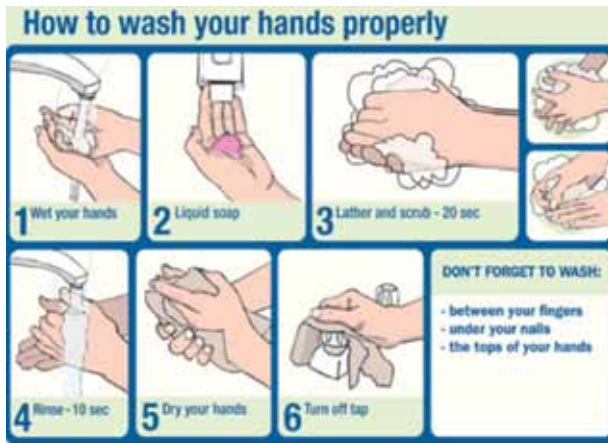 How to wash your hands properly
1 Wet your hands
2 Liquid soap
3 Lather and scrub - 20 sec
4 Rinse - 10 sec
5 Dry your hands
6 Turn off tap
DON'T FORGET TO WASH:
- between your fingers
- under your nails
- the tops of your hands